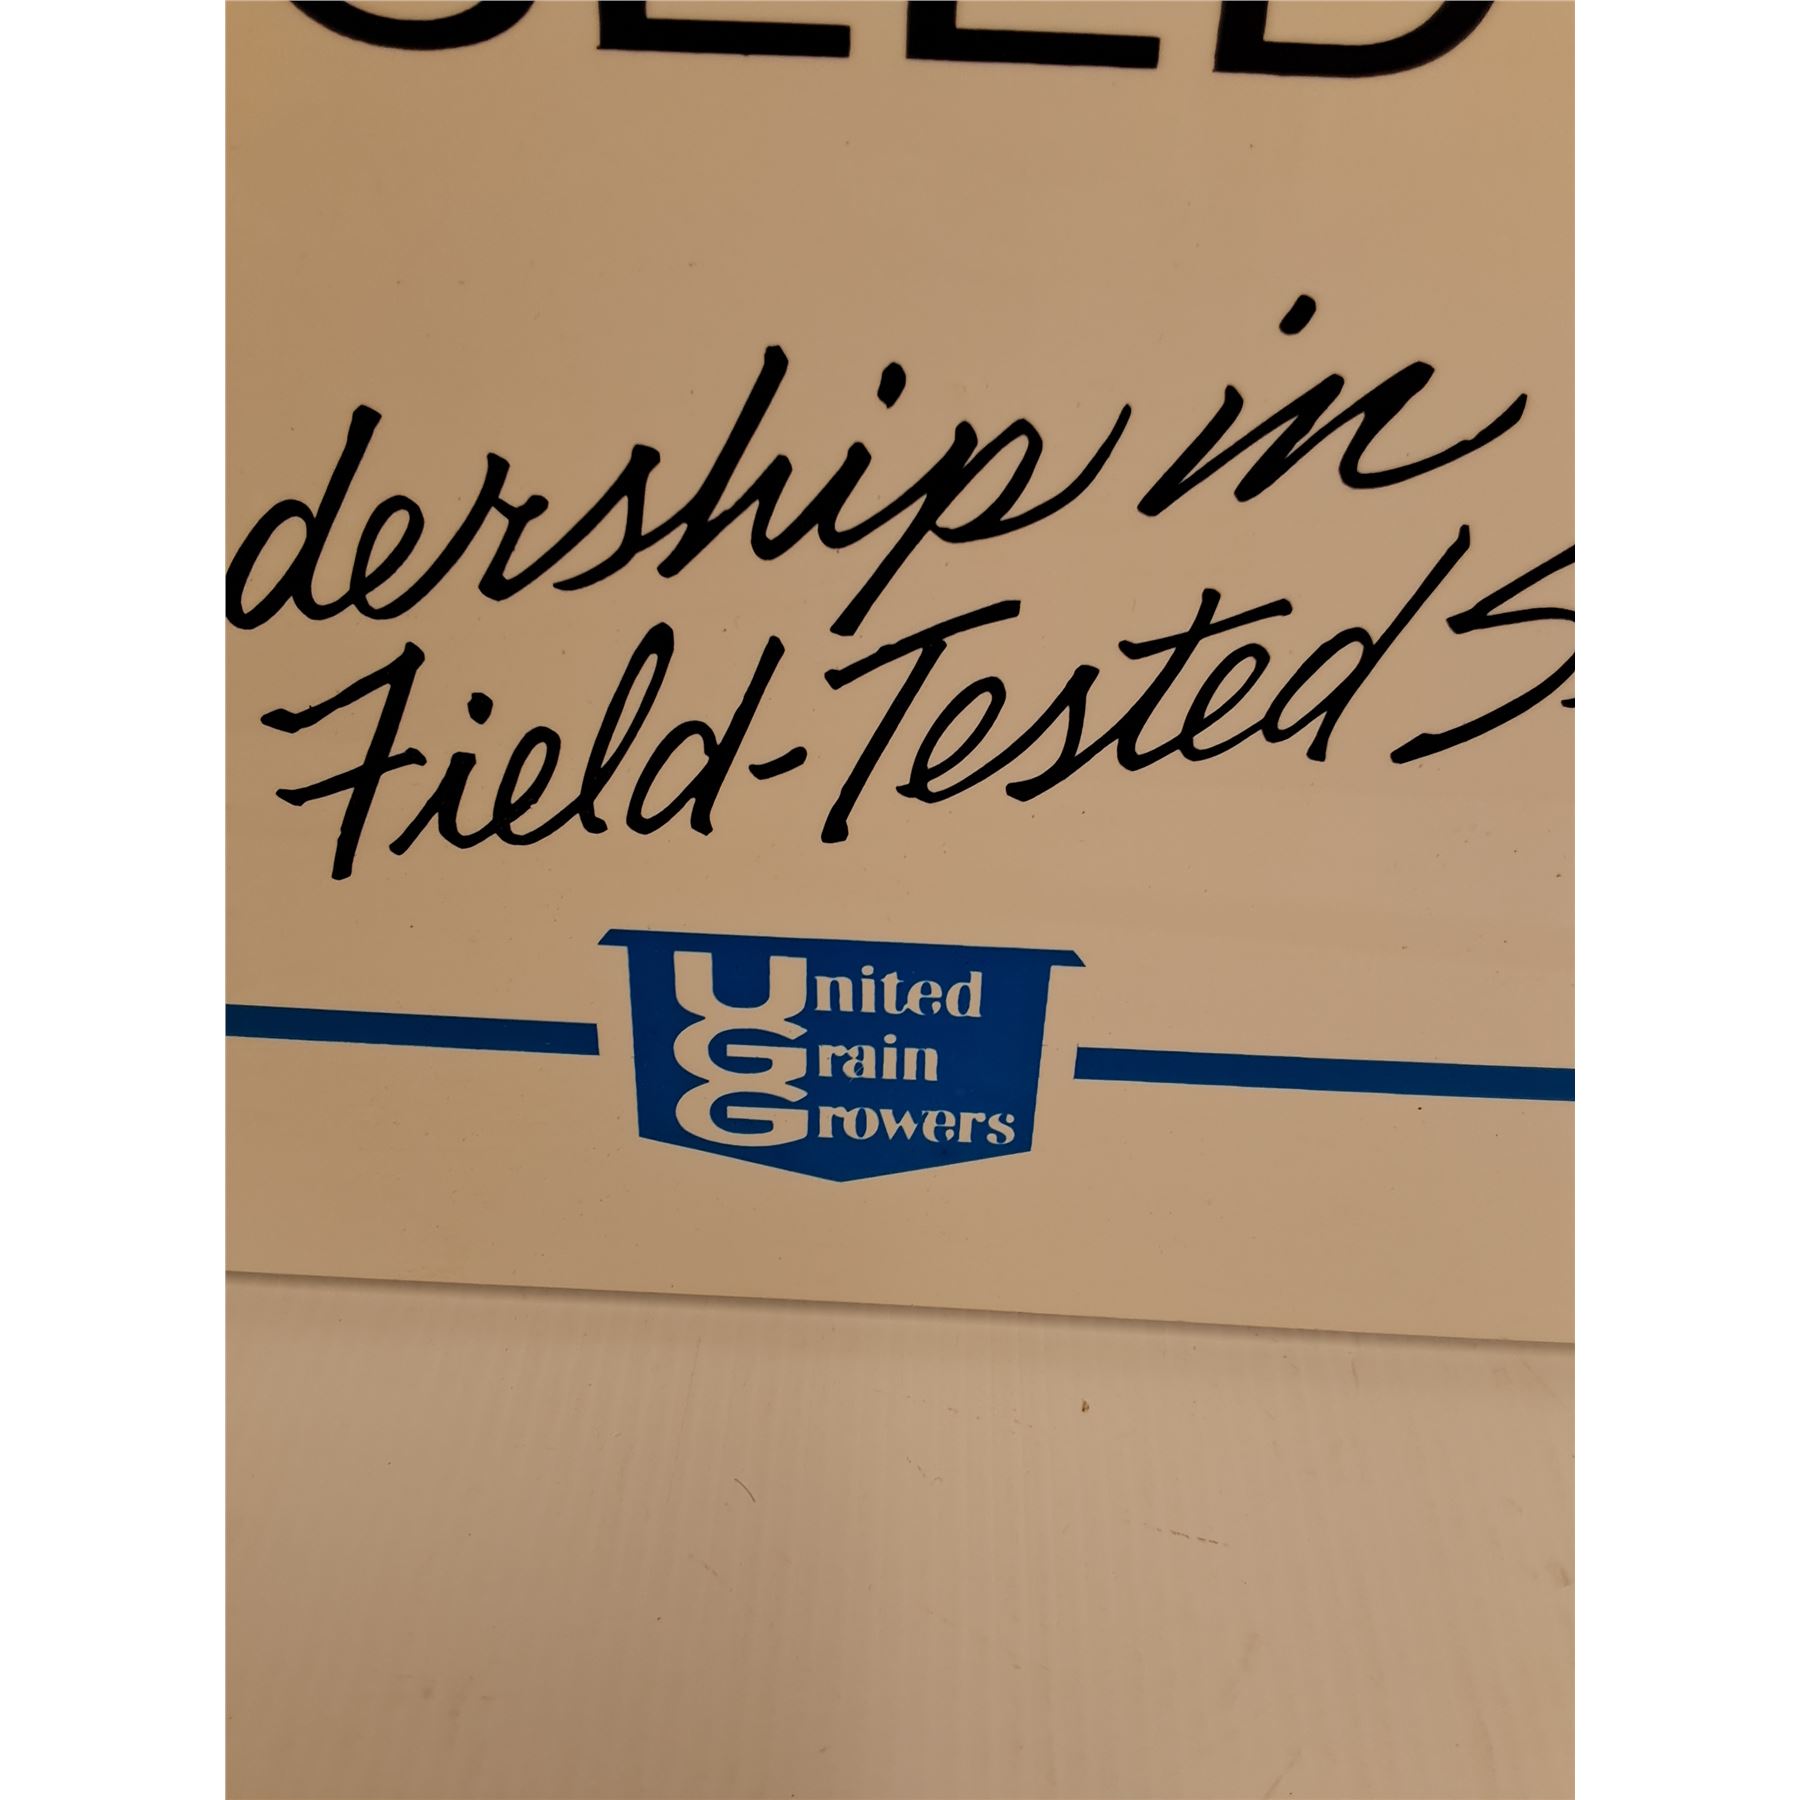 SEED
dership in
Field-Tested S
United
Grain
Growers